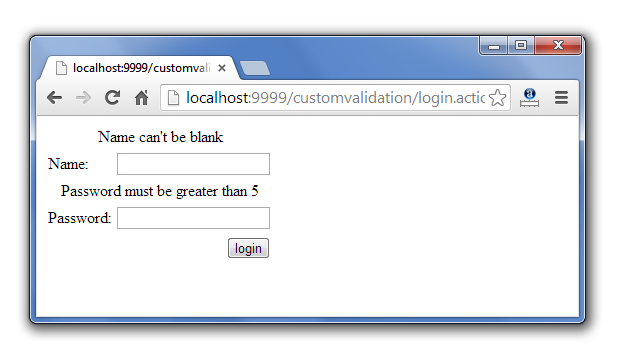 localhost:9999/customvali
localhost:9999/customvalidation/login.actic
Name can't be blank
Name:
Password must be greater than 5
Password:
login